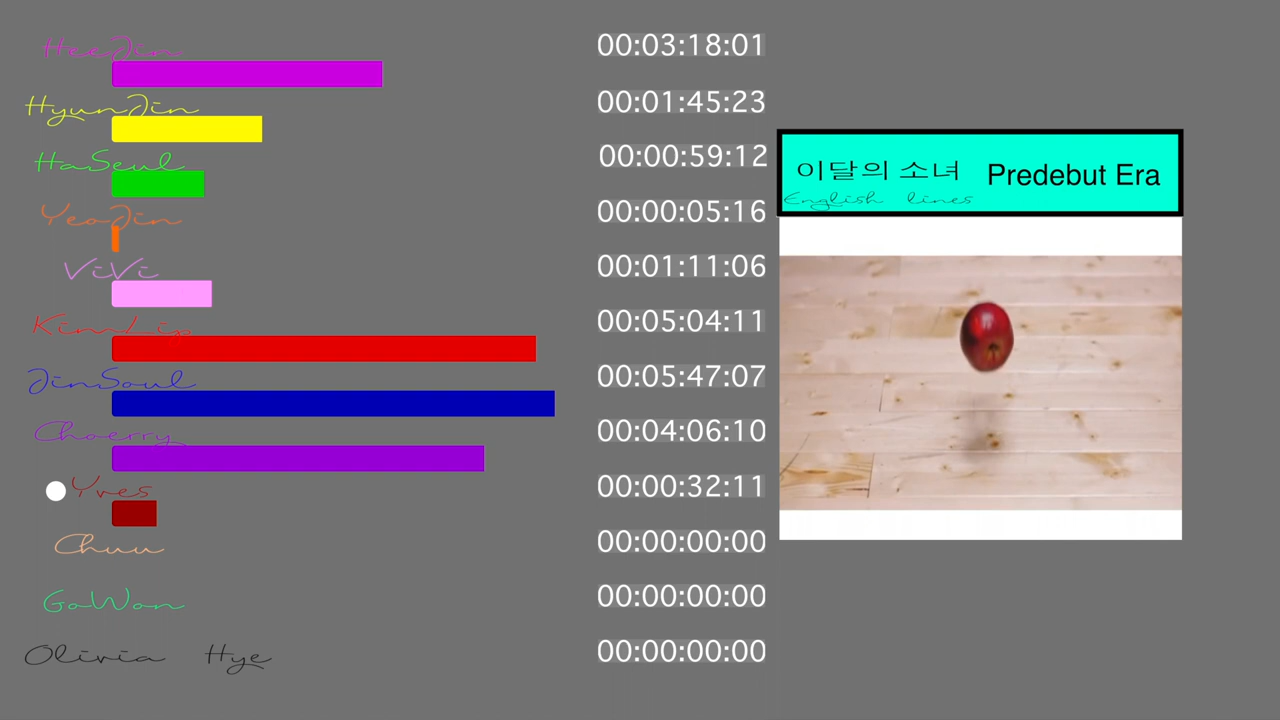 HeeJin 00:03:18:01
HyunJin 00:01:45:23
HaSeul 00:00:59:12
YeoJin 00:00:05:16
ViVi 00:01:11:06
Kim Lip 00:05:04:11
JinSoul 00:05:47:07
Choerry 00:04:06:10
Yves 00:00:32:11
Chuu 00:00:00:00
GoWon 00:00:00:00
Olivia Hye 00:00:00:00
이달의 소녀 Predebut Era
English lines